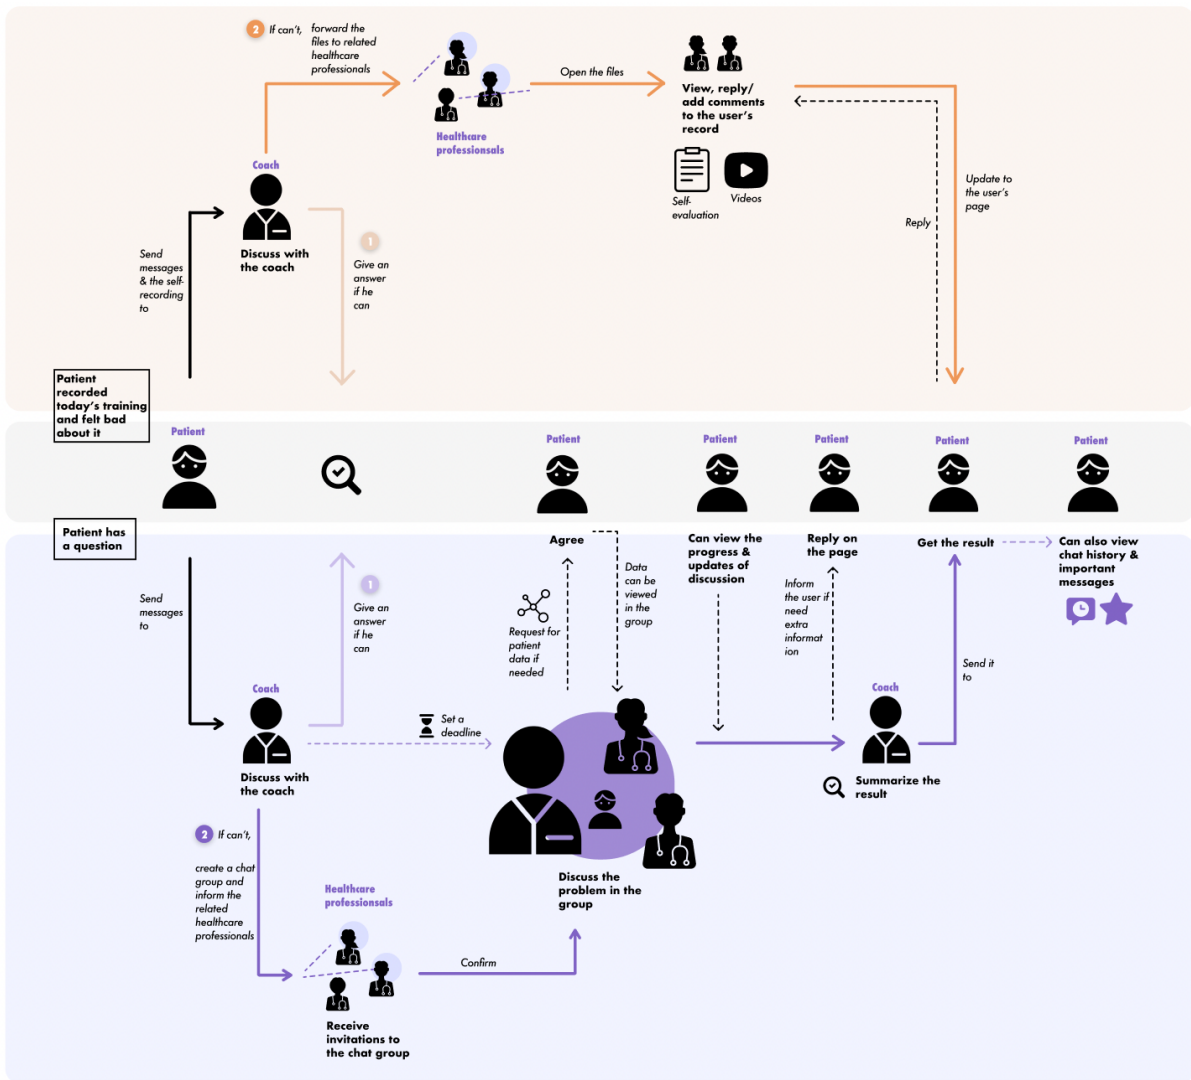 2 If can't, forward the
files to related
healthcare
professionals
Healthcare
professionsals
Open the files
View, reply/
add comments
to the user's
record
Self-
evaluation
Videos
Update to
the user's
page
Reply
Coach
Discuss with
the coach
Send
messages
& the self-
recording
to
1
Give an
answer
if he
can
Patient
recorded
today's training
and felt bad
about it
Patient
Patient
Patient
Patient
Patient
Patient
Patient has
a question
Agree
Can view the
progress &
updates of
discussion
Reply on
the page
Get the result
Can also view
chat history &
important
messages
Send
messages
to
1
Give an
answer
if he
can
Request for
patient
data if
needed
Data
can be
viewed
in the
group
Inform
the user if
need
extra
informat
ion
Send it
to
Coach
Discuss with
the coach
Set a
deadline
Coach
Summarize the
result
2 If can't,
create a chat
group and
inform the
related
healthcare
professionals
Healthcare
professionals
Discuss the
problem in the
group
Confirm
Receive
invitations to
the chat group